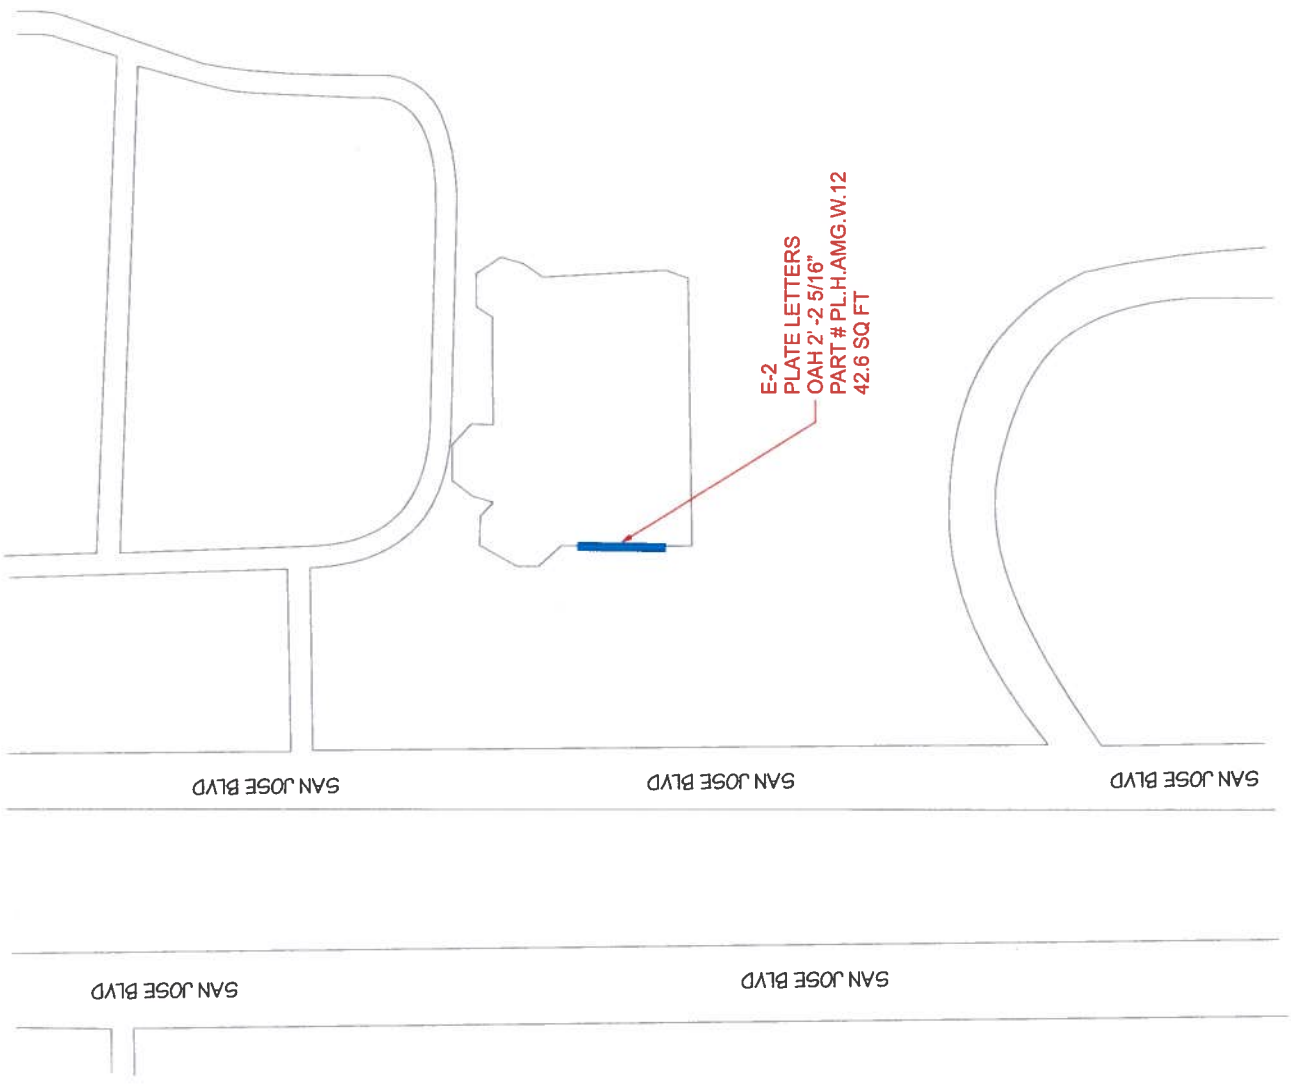 E-2
PLATE LETTERS
OAH 2' -2 5/16"
PART # PL.H.AMG.W.12
42.6 SQ FT
SAN JOSE BLVD
SAN JOSE BLVD
SAN JOSE BLVD
SAN JOSE BLVD
SAN JOSE BLVD